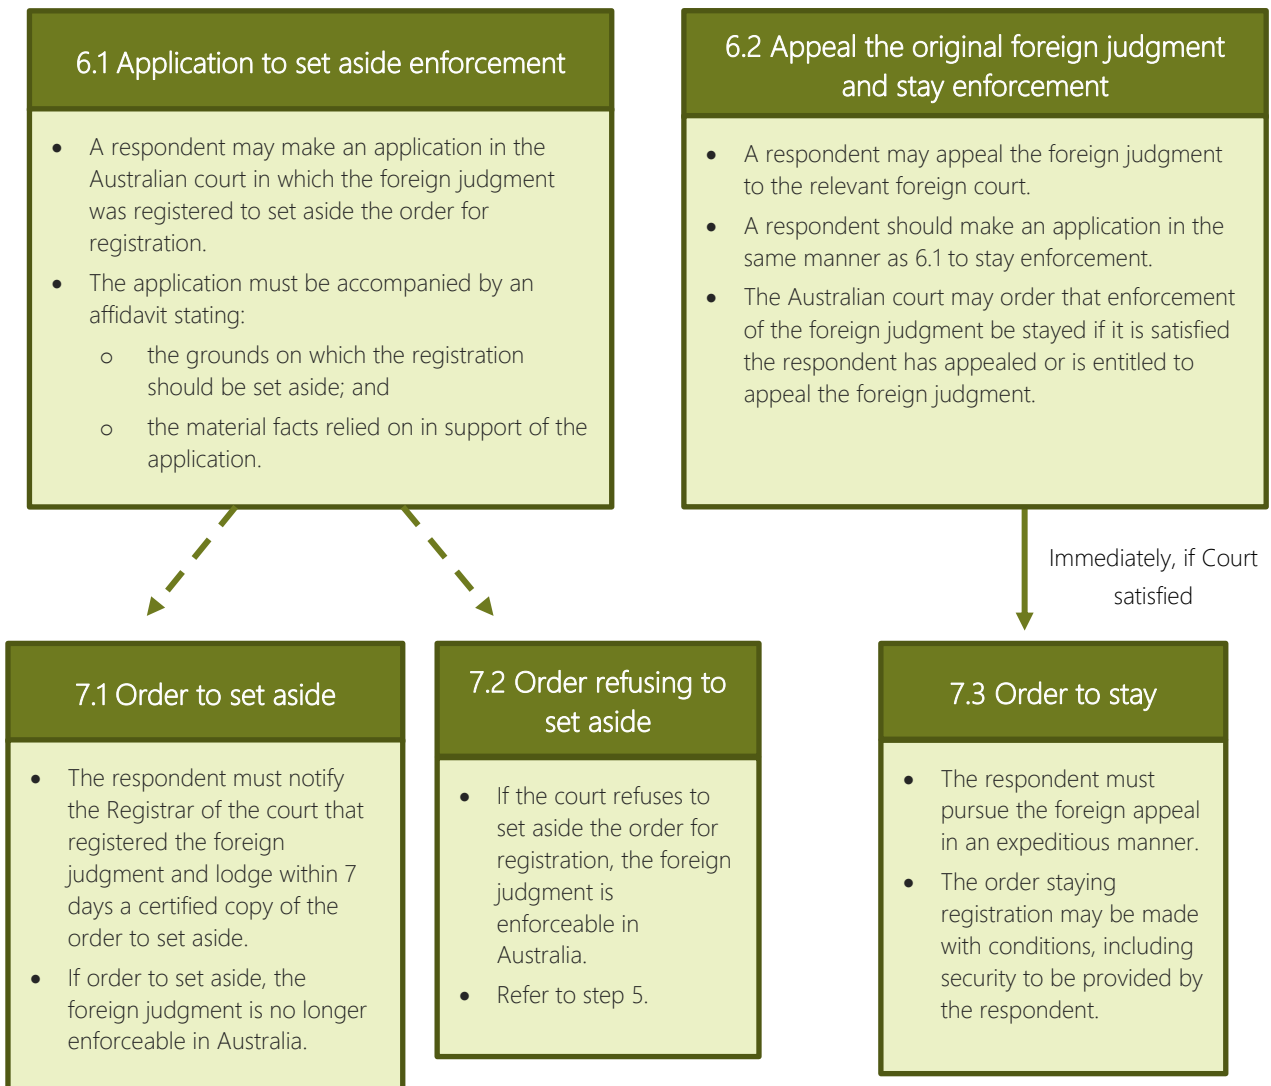 6.1 Application to set aside enforcement
• A respondent may make an application in the
Australian court in which the foreign judgment
was registered to set aside the order for
registration.
• The application must be accompanied by an
affidavit stating:
o the grounds on which the registration
should be set aside; and
o the material facts relied on in support of the
application.
6.2 Appeal the original foreign judgment
and stay enforcement
• A respondent may appeal the foreign judgment
to the relevant foreign court.
• A respondent should make an application in the
same manner as 6.1 to stay enforcement.
• The Australian court may order that enforcement
of the foreign judgment be stayed if it is satisfied
the respondent has appealed or is entitled to
appeal the foreign judgment.
Immediately, if Court
satisfied
7.1 Order to set aside
• The respondent must notify
the Registrar of the court that
registered the foreign
judgment and lodge within 7
days a certified copy of the
order to set aside.
• If order to set aside, the
foreign judgment is no longer
enforceable in Australia.
7.2 Order refusing to
set aside
• If the court refuses to
set aside the order for
registration, the foreign
judgment is
enforceable in
Australia.
• Refer to step 5.
7.3 Order to stay
• The respondent must
pursue the foreign appeal
in an expeditious manner.
• The order staying
registration may be made
with conditions, including
security to be provided by
the respondent.